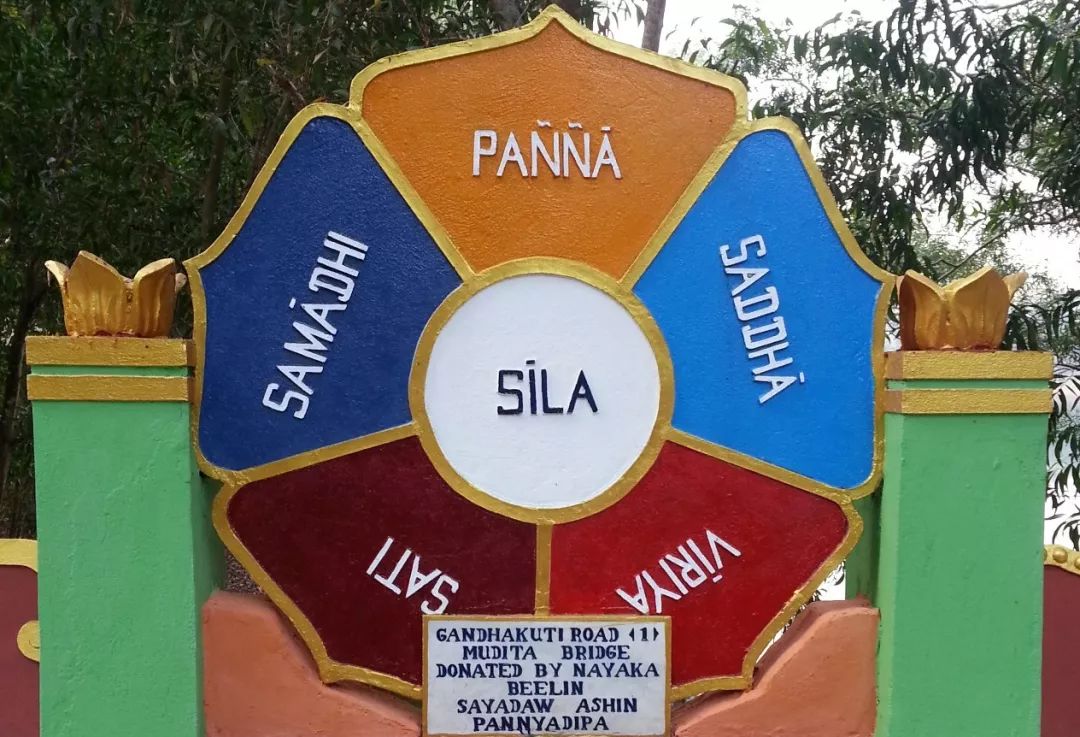 PAÑÑĀ
SAMĀDHI
SADDHĀ
SĪLA
SATI
VĪRIYA
GANDHAKUTI ROAD (1)
MUDITA BRIDGE
DONATED BY NAYAKA
BEELIN
SAYADAW ASHIN
PANNYADIPA